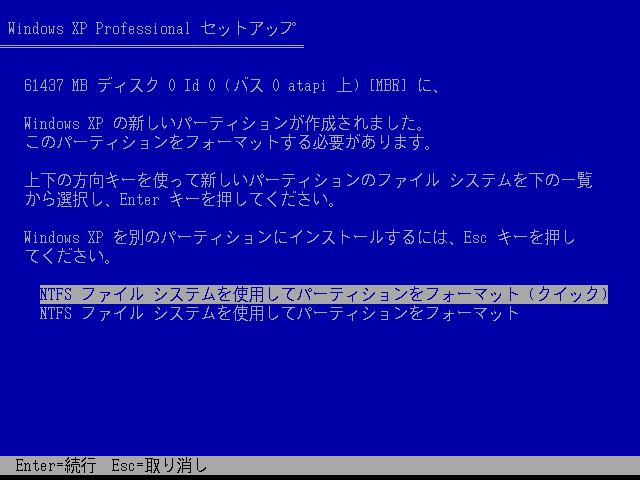 Windows XP Professional セットアップ
61437 MB ディスク 0 Id 0 (バス 0 atapi 上) [MBR] に、
Windows XP の新しいパーティションが作成されました。
このパーティションをフォーマットする必要があります。
上下の方向キーを使って新しいパーティションのファイル システムを下の一覧
から選択し、Enter キーを押してください。
Windows XP を別のパーティションにインストールするには、Esc キーを押し
てください。
NTFS ファイル システムを使用してパーティションをフォーマット (クイック)
NTFS ファイル システムを使用してパーティションをフォーマット
Enter=続行 Esc=取り消し